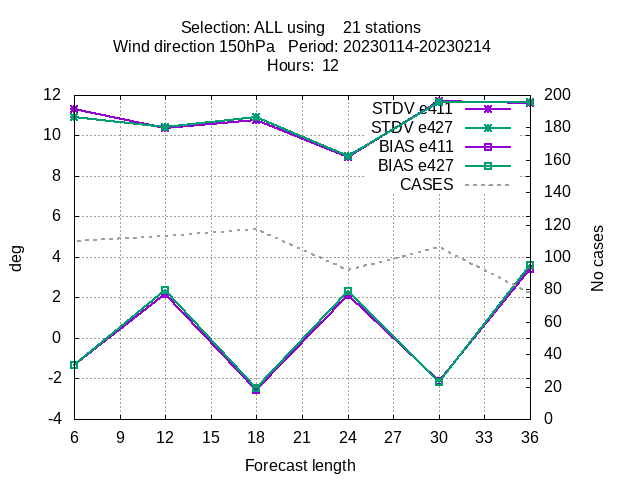 Selection: ALL using    21 stations
Wind direction 150hPa   Period: 20230114-20230214
Hours:  12
12
10
8
6
4
2
0
-2
-4
deg
200
180
160
140
120
100
80
60
40
20
0
No cases
STDV e411
STDV e427
BIAS e411
BIAS e427
CASES
6 9 12 15 18 21 24 27 30 33 36
Forecast length